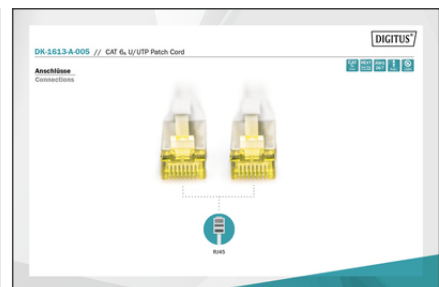 DIGITUS®
DK-1613-A-005 // CAT 6A U/UTP Patch Cord
Anschlüsse
Connections
RJ45